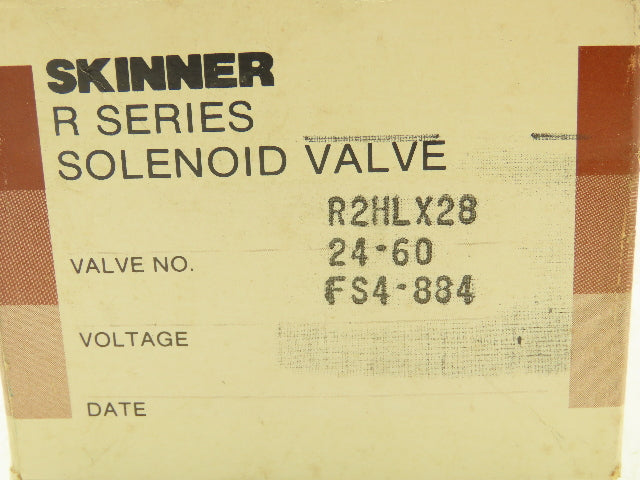 SKINNER
R SERIES
SOLENOID VALVE
R2HLX28
VALVE NO. 24-60
FS4-884
VOLTAGE
DATE